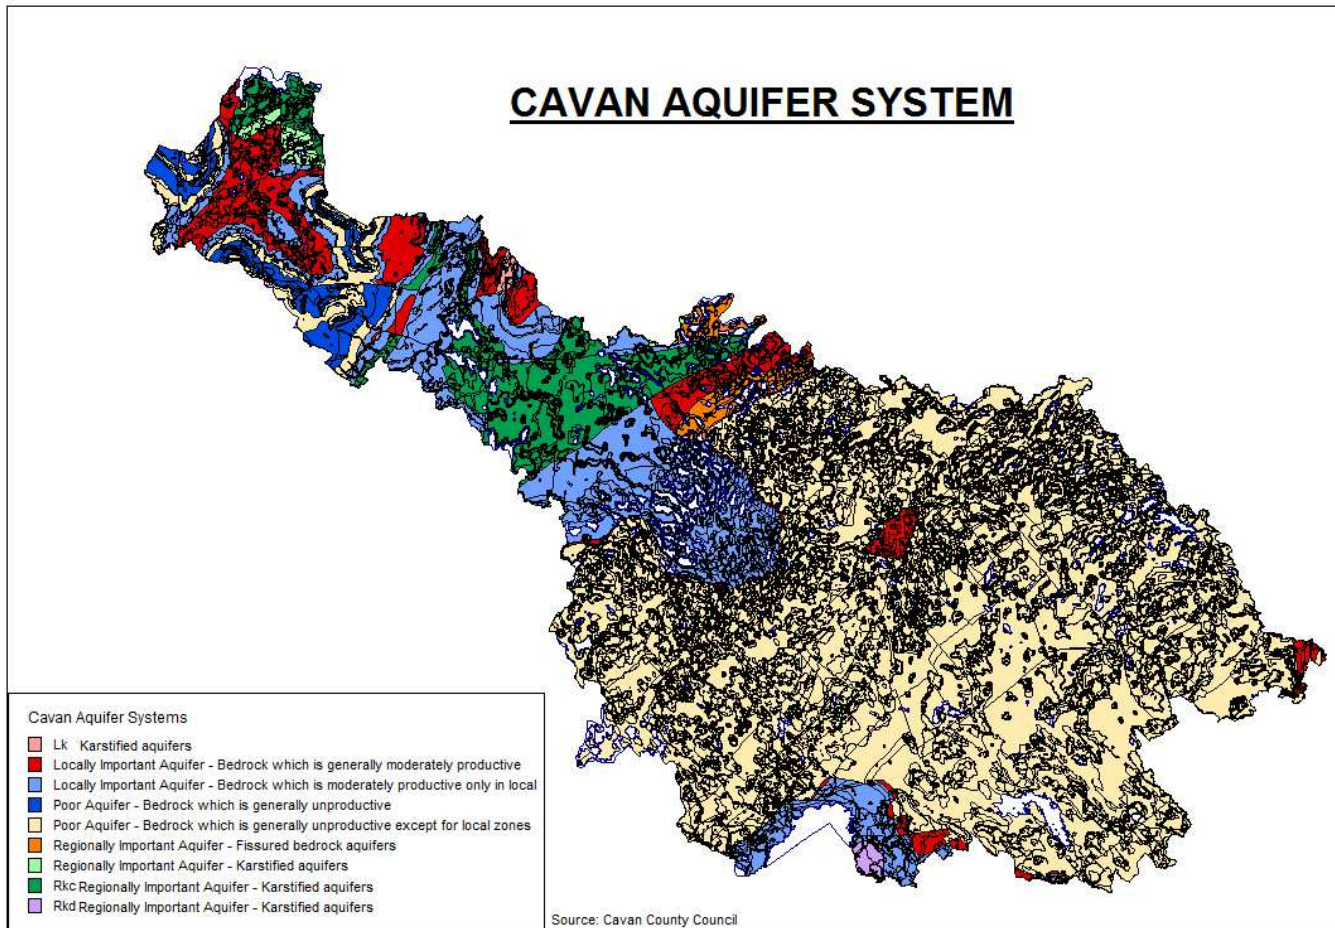 CAVAN AQUIFER SYSTEM
Cavan Aquifer Systems
Lk Karstified aquifers
Locally Important Aquifer - Bedrock which is generally moderately productive
Locally Important Aquifer - Bedrock which is moderately productive only in local
Poor Aquifer - Bedrock which is generally unproductive
Poor Aquifer - Bedrock which is generally unproductive except for local zones
Regionally Important Aquifer - Fissured bedrock aquifers
Regionally Important Aquifer - Karstified aquifers
Rkc Regionally Important Aquifer - Karstified aquifers
Rkd Regionally Important Aquifer - Karstified aquifers
Source: Cavan County Council